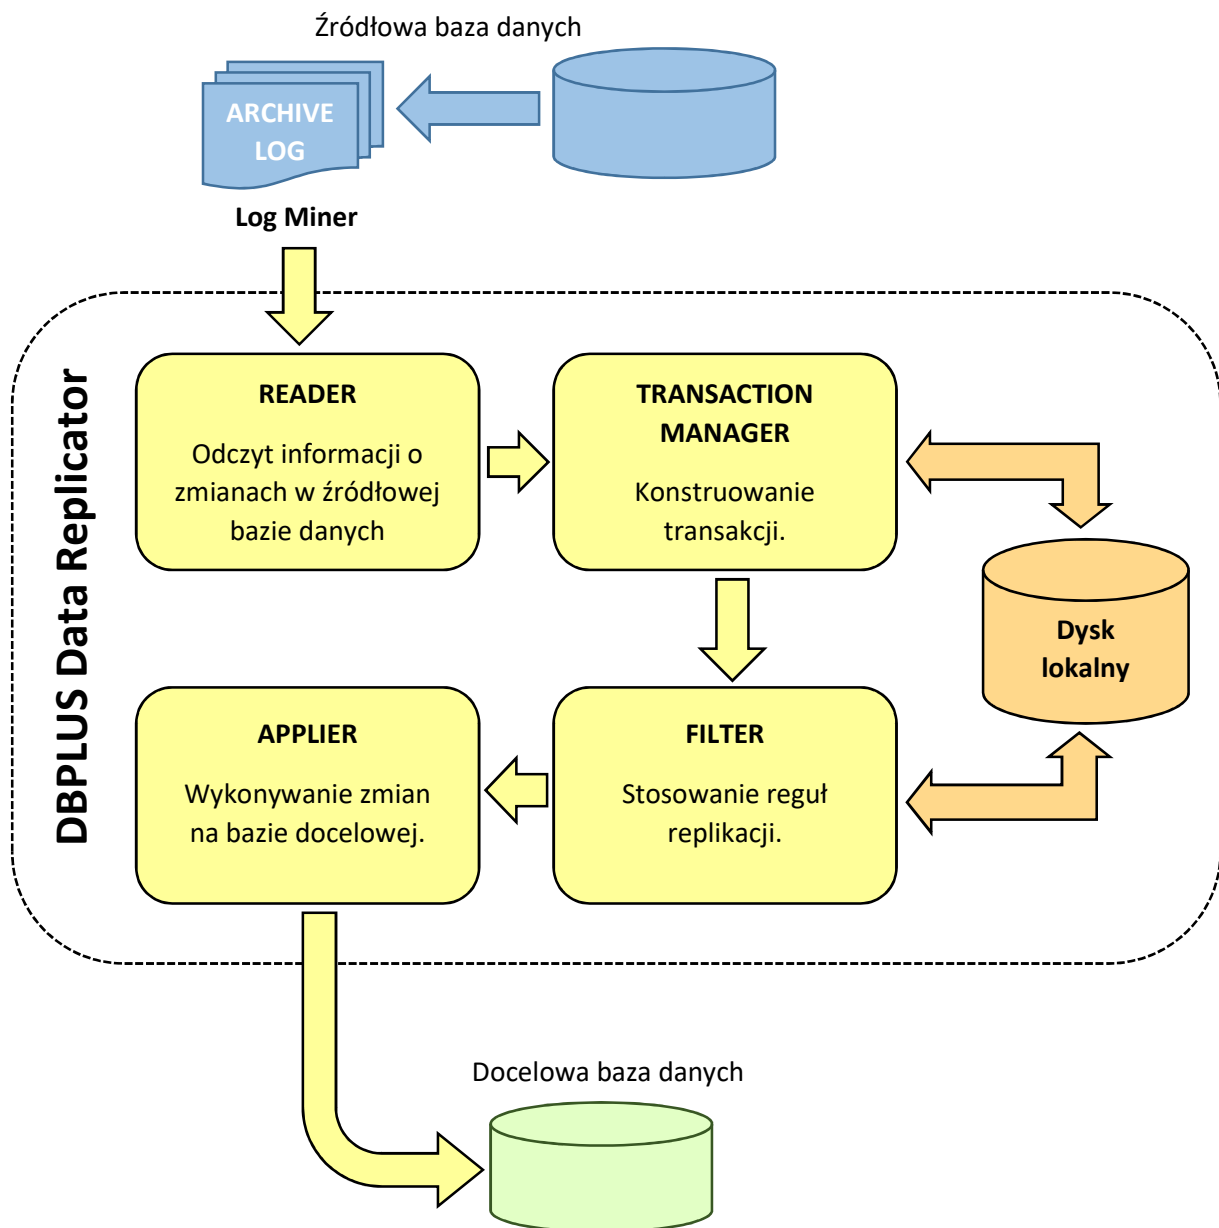 Źródłowa baza danych
ARCHIVE
LOG
Log Miner
DBPLUS Data Replicator
READER
Odczyt informacji o
zmianach w źródłowej
bazie danych
TRANSACTION
MANAGER
Konstruowanie
transakcji.
Dysk
lokalny
APPLIER
Wykonywanie zmian
na bazie docelowej.
FILTER
Stosowanie reguł
replikacji.
Docelowa baza danych